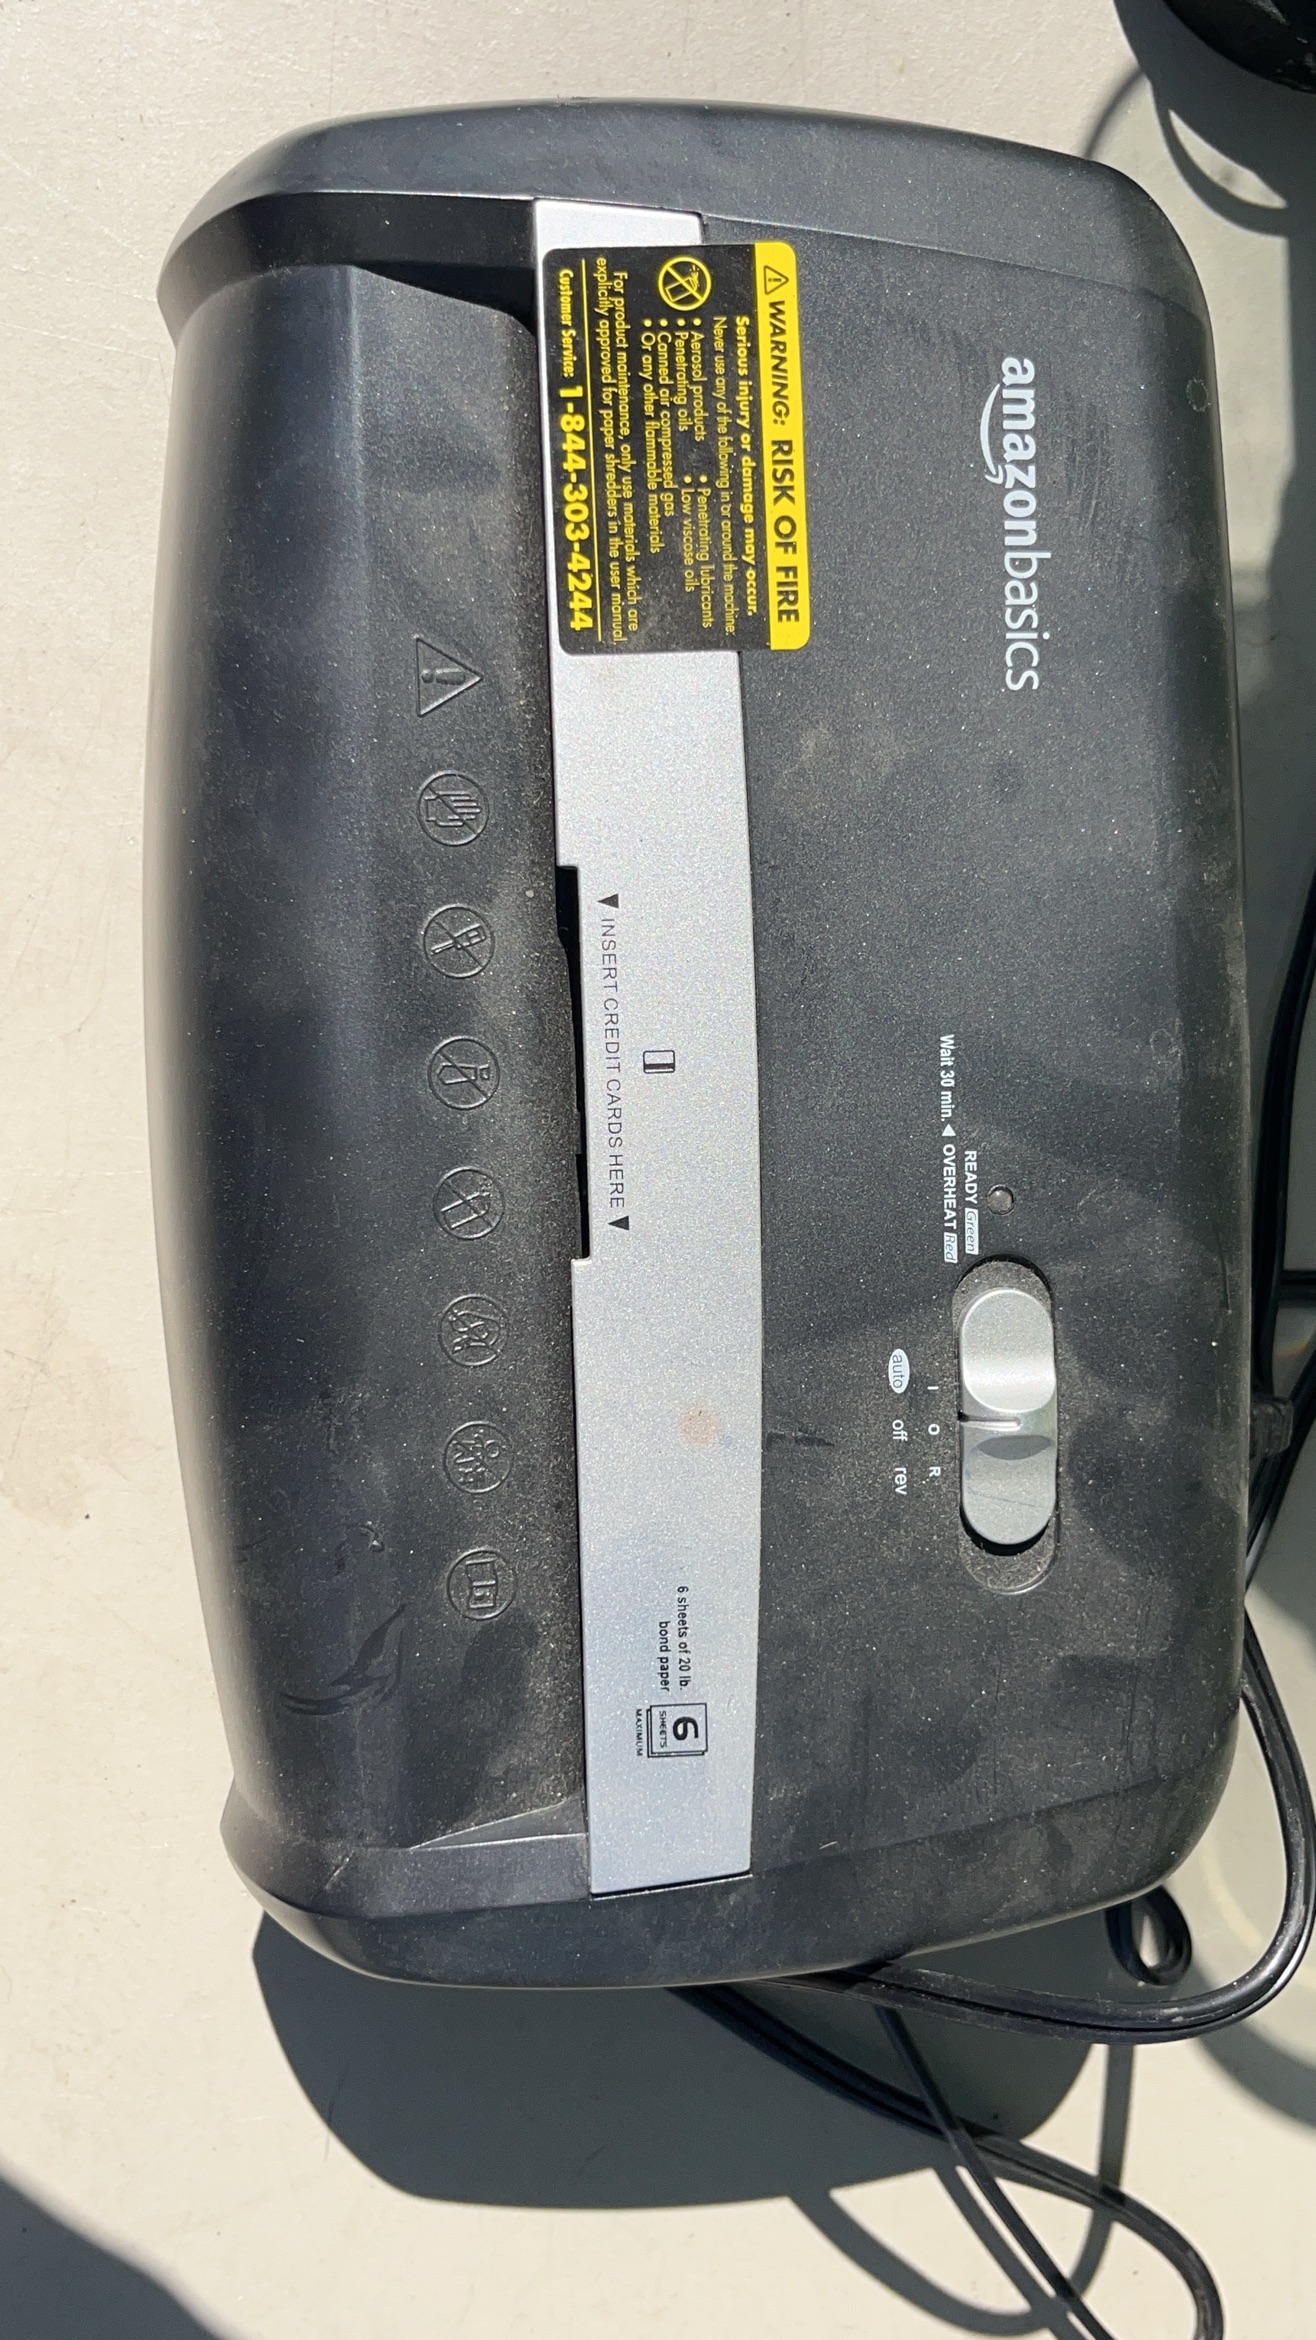 amazonbasics
READY Green
Wait 30 min. ◀ OVERHEAT Red
I O R
auto off rev
⚠ WARNING: RISK OF FIRE
Serious injury or damage may occur.
Never use any of the following in or around the machine:
• Aerosol products • Penetrating lubricants
• Penetrating oils • Low viscose oils
• Canned air compressed gas
• Or any other flammable materials
For product maintenance, only use materials which are
explicitly approved for paper shredders in the user manual.
Customer Service: 1-844-303-4244
▼ INSERT CREDIT CARDS HERE ▼
6 sheets of 20 lb.
bond paper
6
SHEETS
MAXIMUM